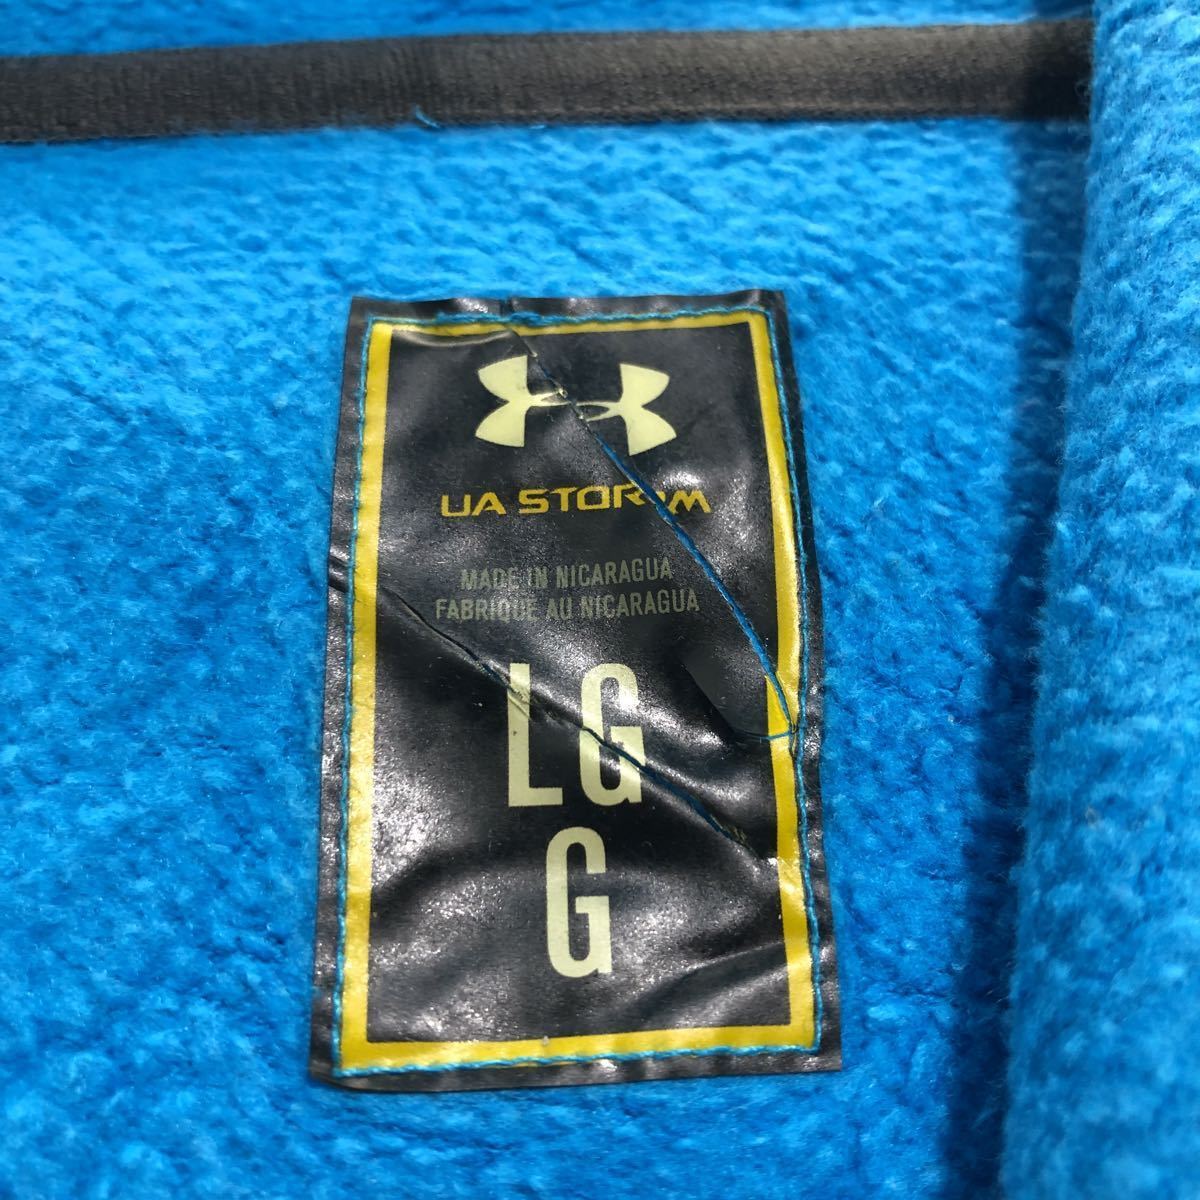 UA STORM
MADE IN NICARAGUA
FABRIQUE AU NICARAGUA
LG
G